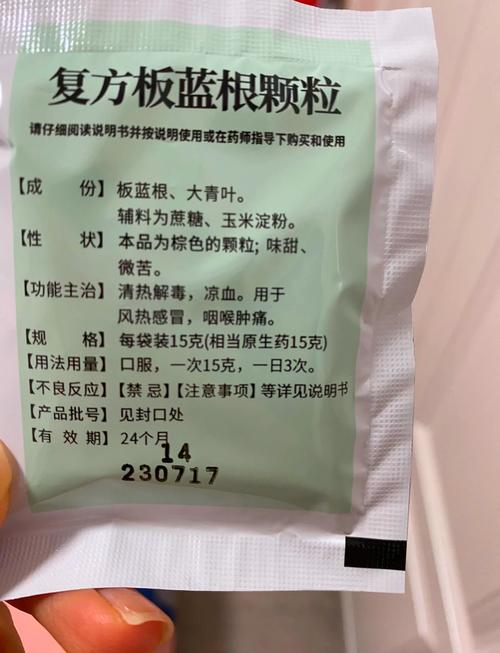 复方板蓝根颗粒
请仔细阅读说明书并按说明使用或在药师指导下购买和使用
【成 份】板蓝根、大青叶。
辅料为蔗糖、玉米淀粉。
【性 状】本品为棕色的颗粒；味甜、
微苦。
【功能主治】清热解毒，凉血。用于
风热感冒，咽喉肿痛。
【规 格】每袋装15克(相当原生药15克)
【用法用量】口服，一次15克，一日3次。
【不良反应】【禁 忌】【注意事项】等详见说明书
【产品批号】见封口处
【有 效 期】24个月
14
230717